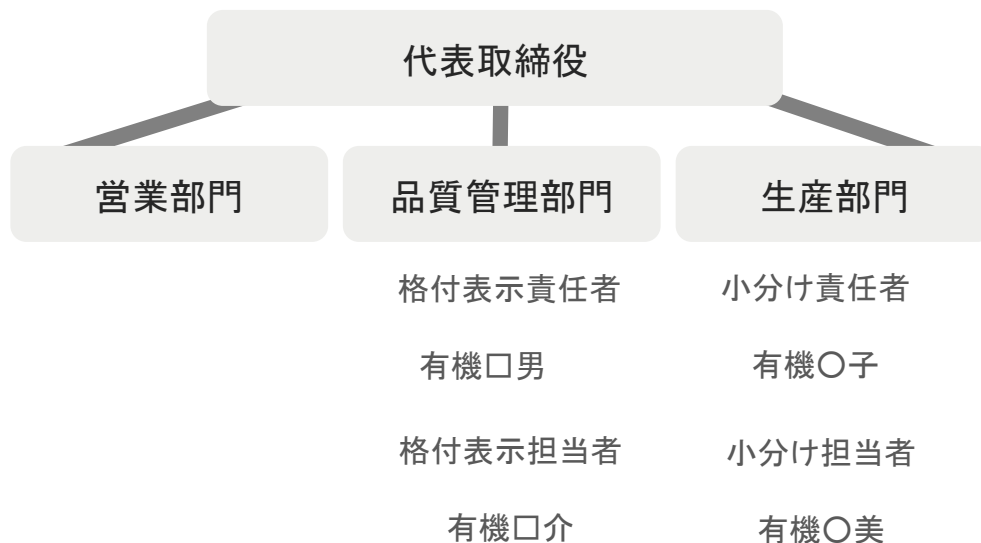 代表取締役
営業部門
品質管理部門
生産部門
格付表示責任者
小分け責任者
有機□男
有機〇子
格付表示担当者
小分け担当者
有機□介
有機〇美